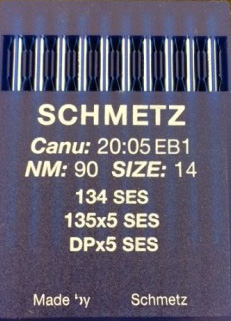 SCHMETZ
Canu: 20:05 EB1
NM: 90 SIZE: 14
134 SES
135x5 SES
DPx5 SES
Made by Schmetz